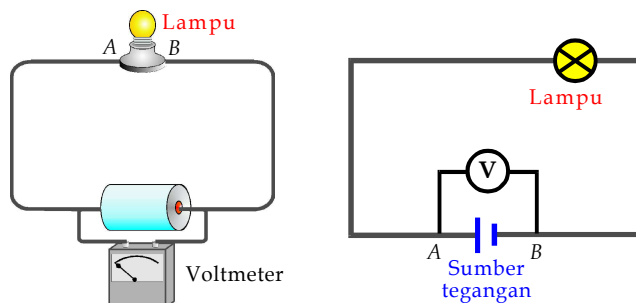 Lampu
A B
Voltmeter
Lampu
V
A B
Sumber
tegangan